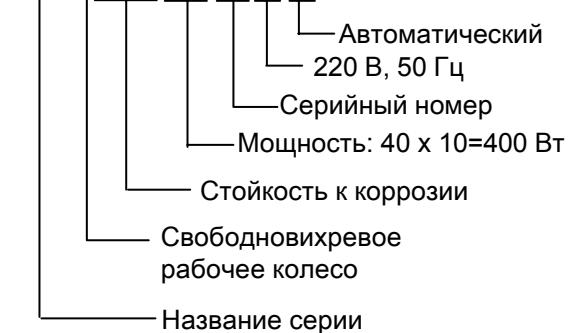 Автоматический
220 В, 50 Гц
Серийный номер
Мощность: 40 х 10=400 Вт
Стойкость к коррозии
Свободновихревое
рабочее колесо
Название серии